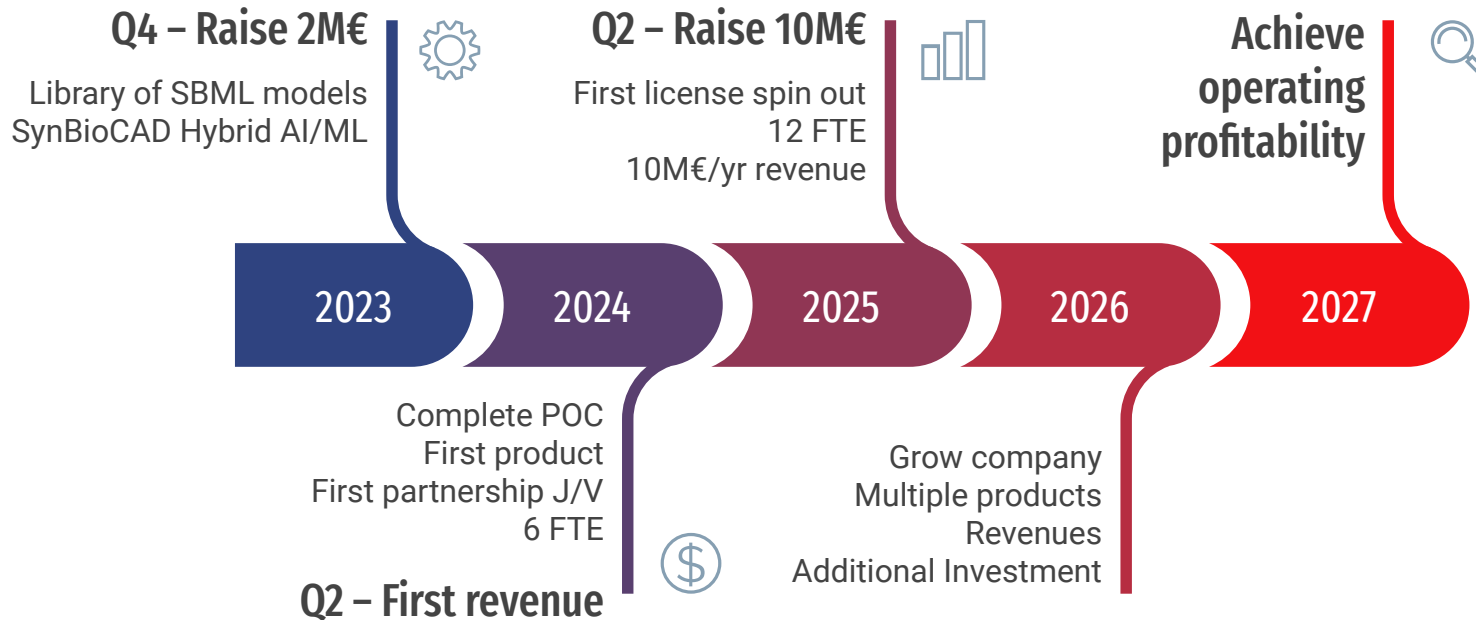 Q4 – Raise 2M€
Library of SBML models
SynBioCAD Hybrid AI/ML
Q2 – Raise 10M€
First license spin out
12 FTE
10M€/yr revenue
Achieve
operating
profitability
2023
2024
2025
2026
2027
Complete POC
First product
First partnership J/V
6 FTE
Q2 – First revenue
$
Grow company
Multiple products
Revenues
Additional Investment